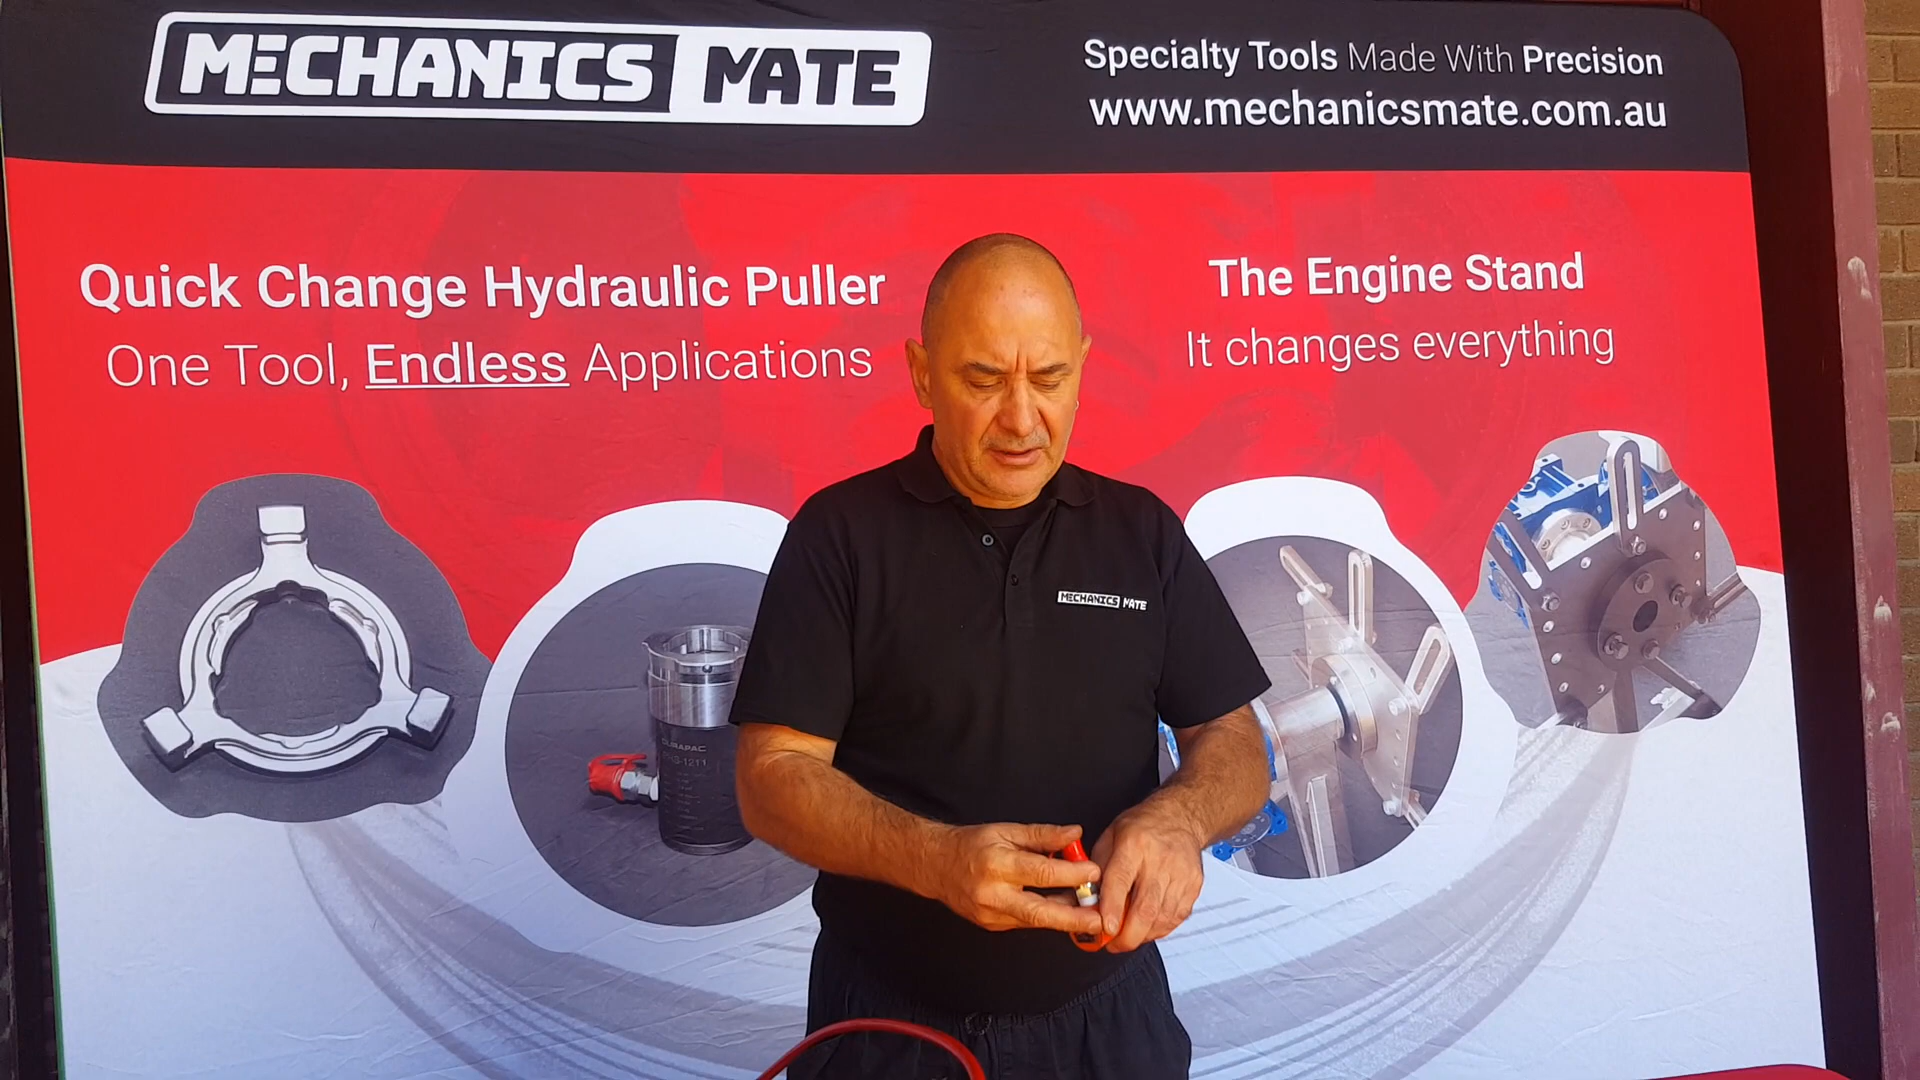 MECHANICS MATE
Specialty Tools Made With Precision
www.mechanicsmate.com.au
Quick Change Hydraulic Puller
One Tool, Endless Applications
The Engine Stand
It changes everything
MECHANICS MATE
DURAPAC